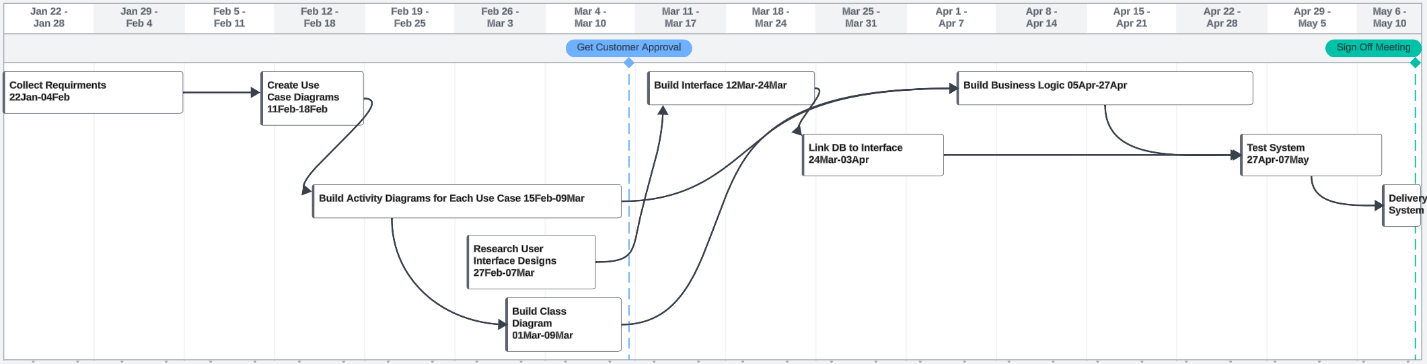 Jan 22 -
Jan 28
Jan 29 -
Feb 4
Feb 5 -
Feb 11
Feb 12 -
Feb 18
Feb 19 -
Feb 25
Feb 26 -
Mar 3
Mar 4 -
Mar 10
Mar 11 -
Mar 17
Mar 18 -
Mar 24
Mar 25 -
Mar 31
Apr 1 -
Apr 7
Apr 8 -
Apr 14
Apr 15 -
Apr 21
Apr 22 -
Apr 28
Apr 29 -
May 5
May 6 -
May 10
Get Customer Approval
Sign Off Meeting
Collect Requirments
22Jan-04Feb
Create Use
Case Diagrams
11Feb-18Feb
Build Interface 12Mar-24Mar
Build Business Logic 05Apr-27Apr
Link DB to Interface
24Mar-03Apr
Test System
27Apr-07May
Build Activity Diagrams for Each Use Case 15Feb-09Mar
Delivery
System
Research User
Interface Designs
27Feb-07Mar
Build Class
Diagram
01Mar-09Mar